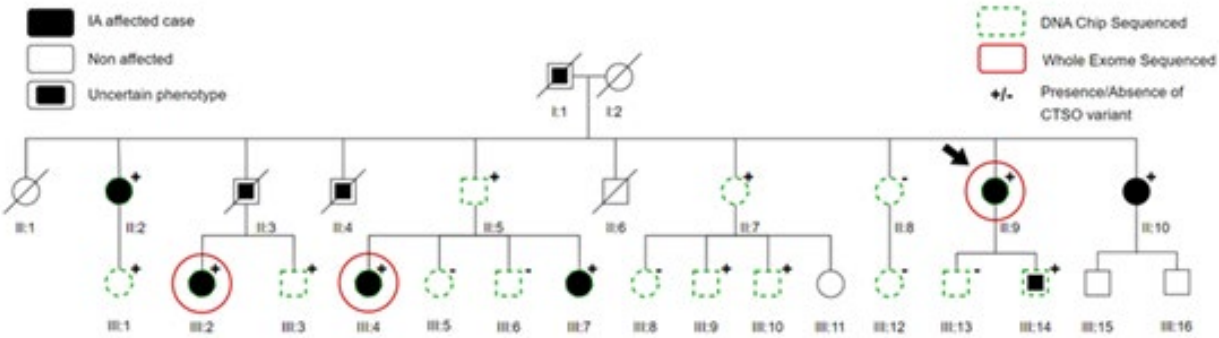 IA affected case
Non affected
Uncertain phenotype
DNA Chip Sequenced
Whole Exome Sequenced
+/- Presence/Absence of
CTSO variant
I:1 I:2
+ + + - + +
II:1 II:2 II:3 II:4 II:5 II:6 II:7 II:8 II:9 II:10
+ + + + - - + - + + - - +
III:1 III:2 III:3 III:4 III:5 III:6 III:7 III:8 III:9 III:10 III:11 III:12 III:13 III:14 III:15 III:16